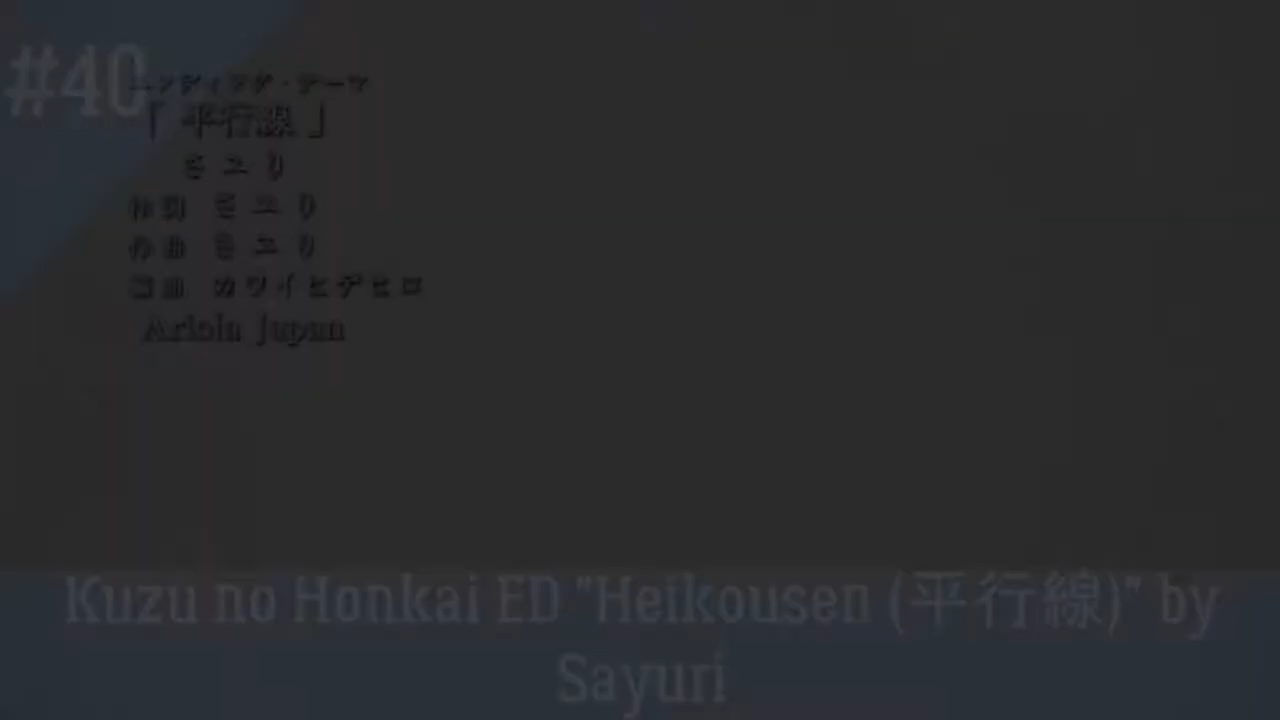 #40
エンディング・テーマ
「平行線」
さユり
作詞 さユり
作曲 さユり
編曲 カワイヒデヒロ
Ariola Japan
Kuzu no Honkai ED "Heikousen (平行線)" by
Sayuri